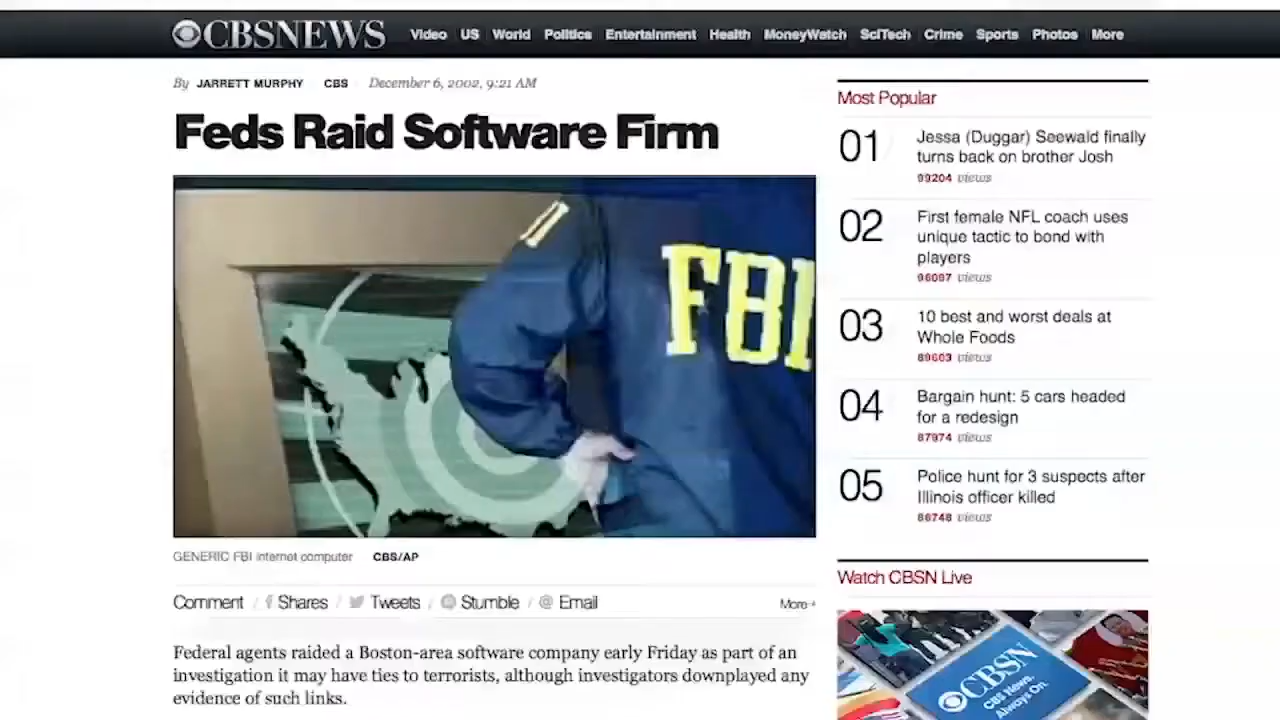 CBSNEWS Video US World Politics Entertainment Health MoneyWatch SciTech Crime Sports Photos More
By JARRETT MURPHY CBS December 6, 2002, 9:21 AM
Feds Raid Software Firm
FBI
GENERIC FBI internet computer CBS/AP
Comment / Shares / Tweets / Stumble / @ Email More +
Federal agents raided a Boston-area software company early Friday as part of an
investigation it may have ties to terrorists, although investigators downplayed any
evidence of such links.
Most Popular
01 Jessa (Duggar) Seewald finally
turns back on brother Josh
99204 views
02 First female NFL coach uses
unique tactic to bond with
players
96097 views
03 10 best and worst deals at
Whole Foods
89663 views
04 Bargain hunt: 5 cars headed
for a redesign
87974 views
05 Police hunt for 3 suspects after
Illinois officer killed
86748 views
Watch CBSN Live
CBSN
CBS News.
Always On.